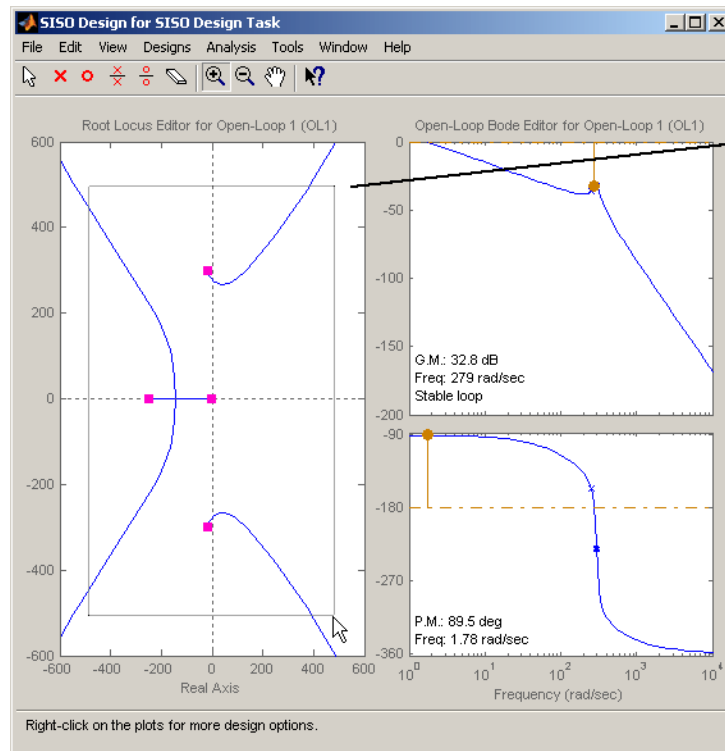 SISO Design for SISO Design Task
File Edit View Designs Analysis Tools Window Help
Root Locus Editor for Open-Loop 1 (OL1)
600
400
200
0
-200
-400
-600
-600 -400 -200 0 200 400 600
Real Axis
Open-Loop Bode Editor for Open-Loop 1 (OL1)
0
-50
-100
-150
-200
G.M.: 32.8 dB
Freq: 279 rad/sec
Stable loop
-90
-180
-270
-360
P.M.: 89.5 deg
Freq: 1.78 rad/sec
10^0 10^1 10^2 10^3 10^4
Frequency (rad/sec)
Right-click on the plots for more design options.